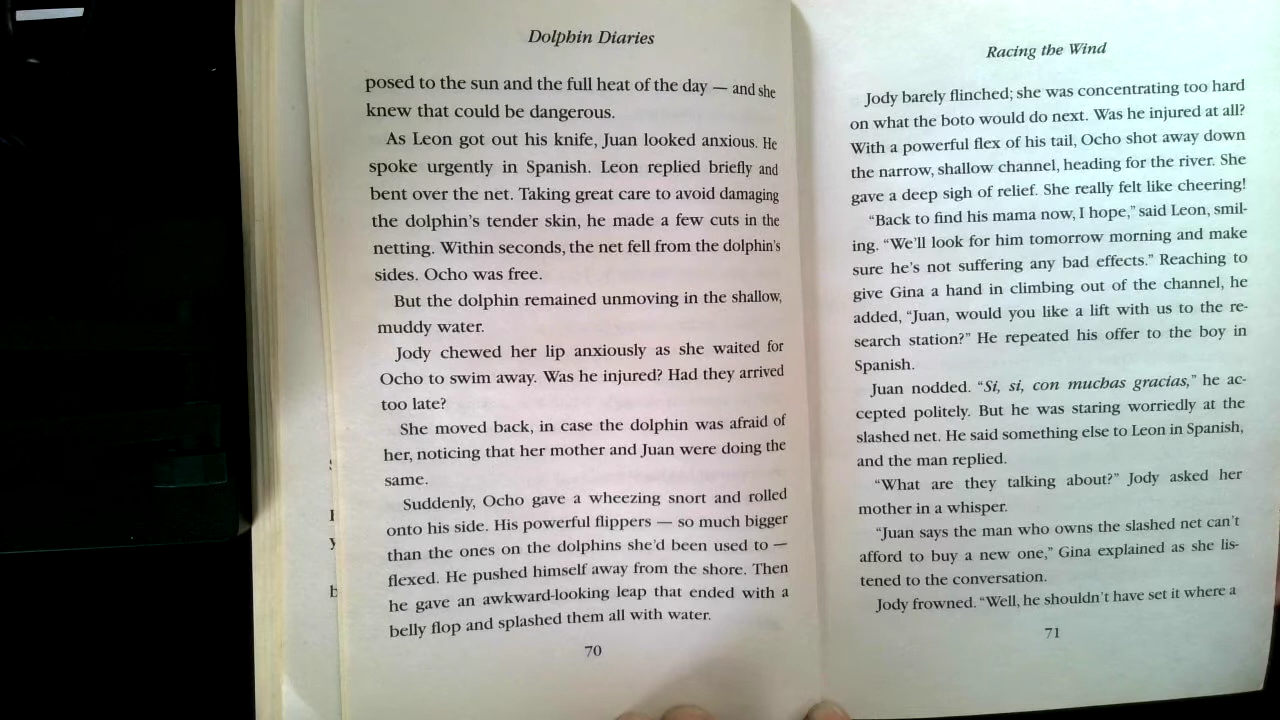 Dolphin Diaries
posed to the sun and the full heat of the day — and she
knew that could be dangerous.
As Leon got out his knife, Juan looked anxious. He
spoke urgently in Spanish. Leon replied briefly and
bent over the net. Taking great care to avoid damaging
the dolphin's tender skin, he made a few cuts in the
netting. Within seconds, the net fell from the dolphin's
sides. Ocho was free.
But the dolphin remained unmoving in the shallow,
muddy water.
Jody chewed her lip anxiously as she waited for
Ocho to swim away. Was he injured? Had they arrived
too late?
She moved back, in case the dolphin was afraid of
her, noticing that her mother and Juan were doing the
same.
Suddenly, Ocho gave a wheezing snort and rolled
onto his side. His powerful flippers — so much bigger
than the ones on the dolphins she'd been used to —
flexed. He pushed himself away from the shore. Then
he gave an awkward-looking leap that ended with a
belly flop and splashed them all with water.
70
Racing the Wind
Jody barely flinched; she was concentrating too hard
on what the boto would do next. Was he injured at all?
With a powerful flex of his tail, Ocho shot away down
the narrow, shallow channel, heading for the river. She
gave a deep sigh of relief. She really felt like cheering!
"Back to find his mama now, I hope," said Leon, smil-
ing. "We'll look for him tomorrow morning and make
sure he's not suffering any bad effects." Reaching to
give Gina a hand in climbing out of the channel, he
added, "Juan, would you like a lift with us to the re-
search station?" He repeated his offer to the boy in
Spanish.
Juan nodded. "Si, si, con muchas gracias," he ac-
cepted politely. But he was staring worriedly at the
slashed net. He said something else to Leon in Spanish,
and the man replied.
"What are they talking about?" Jody asked her
mother in a whisper.
"Juan says the man who owns the slashed net can't
afford to buy a new one," Gina explained as she lis-
tened to the conversation.
Jody frowned. "Well, he shouldn't have set it where a
71